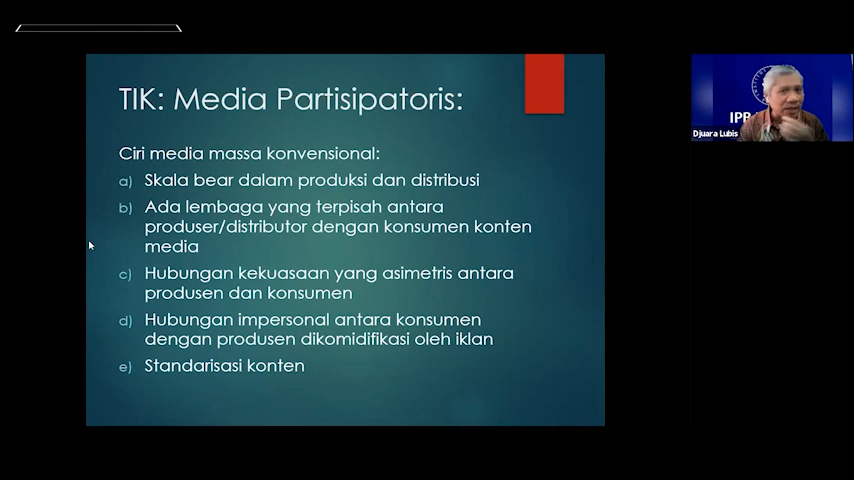 TIK: Media Partisipatoris:
Ciri media massa konvensional:
a) Skala bear dalam produksi dan distribusi
b) Ada lembaga yang terpisah antara
produser/distributor dengan konsumen konten
media
c) Hubungan kekuasaan yang asimetris antara
produsen dan konsumen
d) Hubungan impersonal antara konsumen
dengan produsen dikomidifikasi oleh iklan
e) Standarisasi konten
IPB
Djuara Lubis